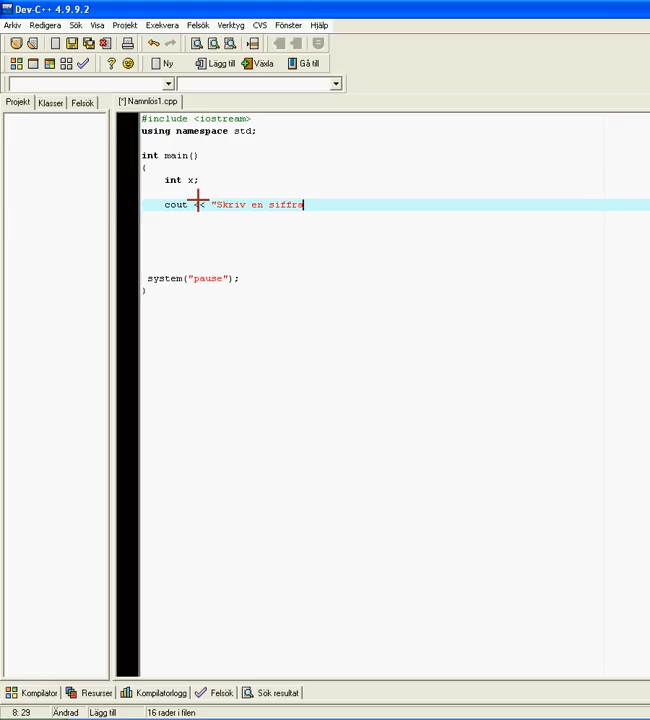 Dev-C++ 4.9.9.2
Arkiv Redigera Sök Visa Projekt Exekvera Felsök Verktyg CVS Fönster Hjälp
Ny Lägg till Växla Gå till
Projekt Klasser Felsök [*] Namnlös1.cpp
#include <iostream>
using namespace std;
int main()
{
int x;
cout << "Skriv en siffra
system("pause");
}
Kompilator Resurser Kompilatorlogg Felsök Sök resultat
8: 29 Ändrad Lägg till 16 rader i filen